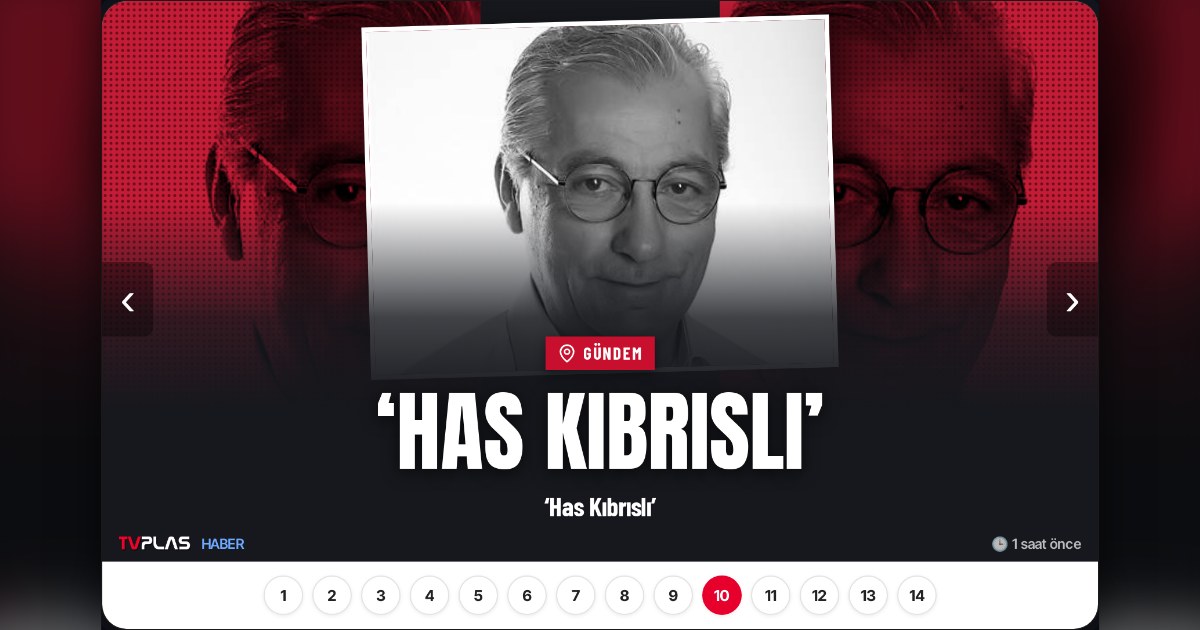 GÜNDEM
‘HAS KIBRISLI’
‘Has Kıbrıslı’
TVPLAS HABER
1 saat önce
1 2 3 4 5 6 7 8 9 10 11 12 13 14